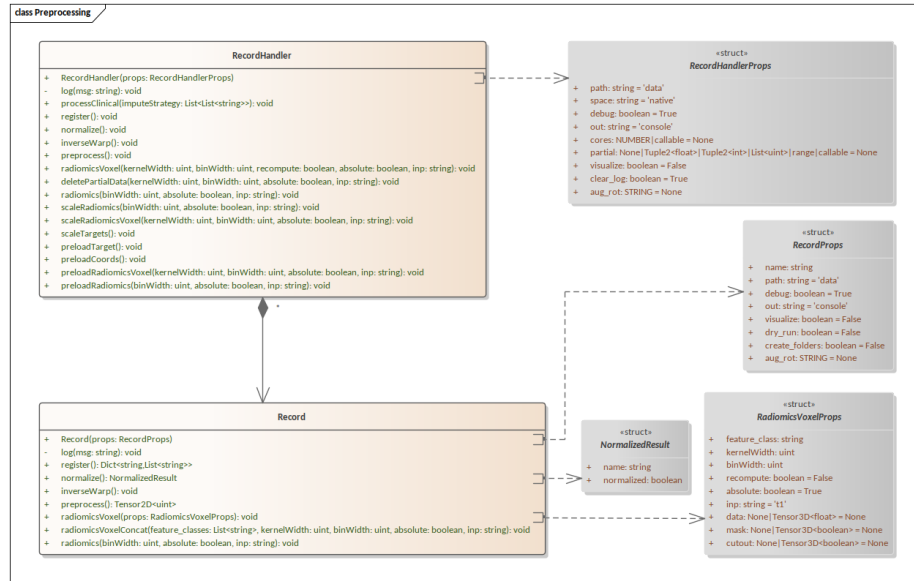 class Preprocessing
RecordHandler
+ RecordHandler(props: RecordHandlerProps)
- log(msg: string): void
+ processClinical(imputeStrategy: List<List<string>>): void
+ register(): void
+ normalize(): void
+ inverseWarp(): void
+ preprocess(): void
+ radiomicsVoxel(kernelWidth: uint, binWidth: uint, recompute: boolean, absolute: boolean, inp: string): void
+ deletePartialData(kernelWidth: uint, binWidth: uint, absolute: boolean, inp: string): void
+ radiomics(binWidth: uint, absolute: boolean, inp: string): void
+ scaleRadiomics(binWidth: uint, absolute: boolean, inp: string): void
+ scaleRadiomicsVoxel(kernelWidth: uint, binWidth: uint, absolute: boolean, inp: string): void
+ scaleTargets(): void
+ preloadTarget(): void
+ preloadCoords(): void
+ preloadRadiomicsVoxel(kernelWidth: uint, binWidth: uint, absolute: boolean, inp: string): void
+ preloadRadiomics(binWidth: uint, absolute: boolean, inp: string): void
«struct»
RecordHandlerProps
+ path: string = 'data'
+ space: string = 'native'
+ debug: boolean = True
+ out: string = 'console'
+ cores: NUMBER|callable = None
+ partial: None|Tuple2<float>|Tuple2<int>|List<uint>|range|callable = None
+ visualize: boolean = False
+ clear_log: boolean = True
+ aug_rot: STRING = None
«struct»
RecordProps
+ name: string
+ path: string = 'data'
+ debug: boolean = True
+ out: string = 'console'
+ visualize: boolean = False
+ dry_run: boolean = False
+ create_folders: boolean = False
+ aug_rot: STRING = None
*
Record
+ Record(props: RecordProps)
- log(msg: string): void
+ register(): Dict<string,List<string>>
+ normalize(): NormalizedResult
+ inverseWarp(): void
+ preprocess(): Tensor2D<uint>
+ radiomicsVoxel(props: RadiomicsVoxelProps): void
+ radiomicsVoxelConcat(feature_classes: List<string>, kernelWidth: uint, binWidth: uint, absolute: boolean, inp: string): void
+ radiomics(binWidth: uint, absolute: boolean, inp: string): void
«struct»
NormalizedResult
+ name: string
+ normalized: boolean
«struct»
RadiomicsVoxelProps
+ feature_class: string
+ kernelWidth: uint
+ binWidth: uint
+ recompute: boolean = False
+ absolute: boolean = True
+ inp: string = 't1'
+ data: None|Tensor3D<float> = None
+ mask: None|Tensor3D<boolean> = None
+ cutout: None|Tensor3D<boolean> = None